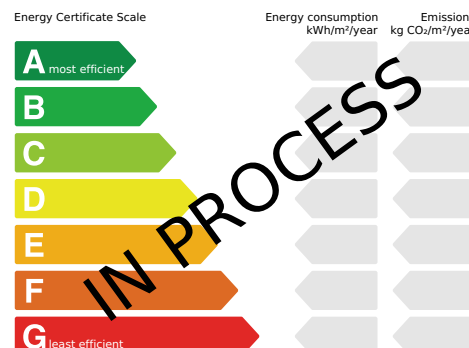 Energy Certificate Scale
Energy consumption
kWh/m²/year
Emission
kg CO₂/m²/year
A most efficient
B
C
D
E
F
G least efficient
IN PROCESS